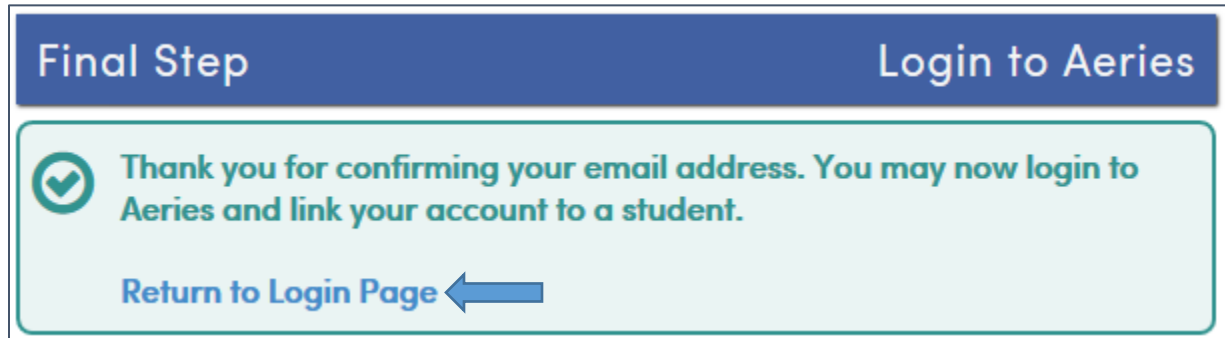 Final Step Login to Aeries
Thank you for confirming your email address. You may now login to
Aeries and link your account to a student.
Return to Login Page